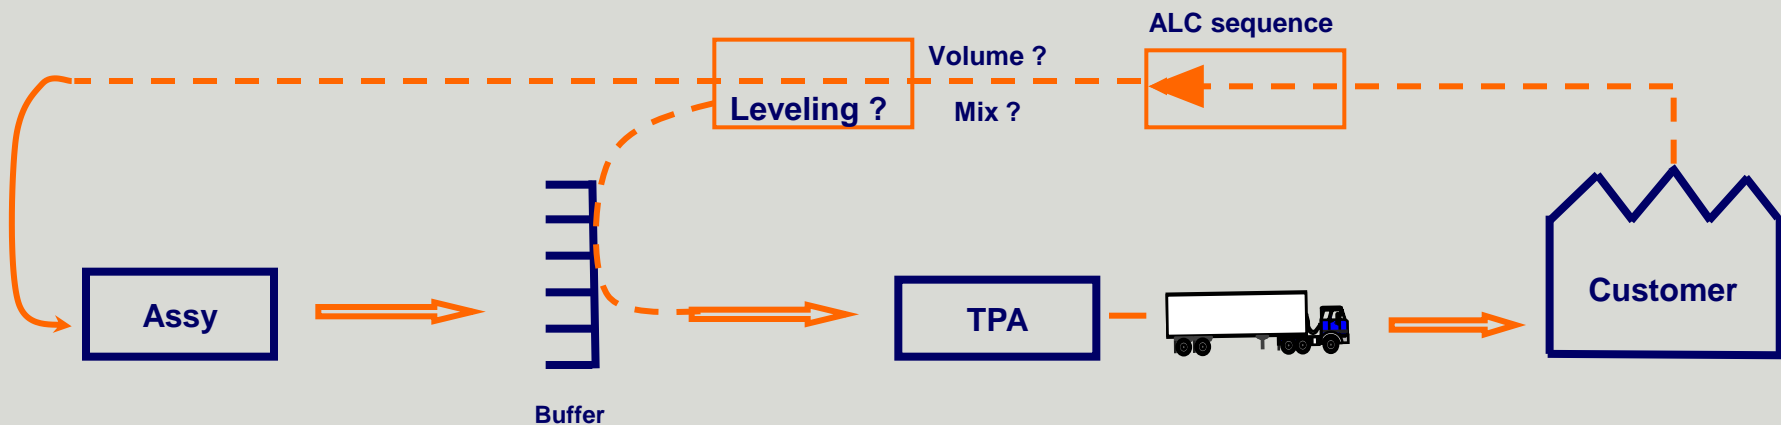 ALC sequence
Volume ?
Leveling ?
Mix ?
Assy
TPA
Customer
Buffer